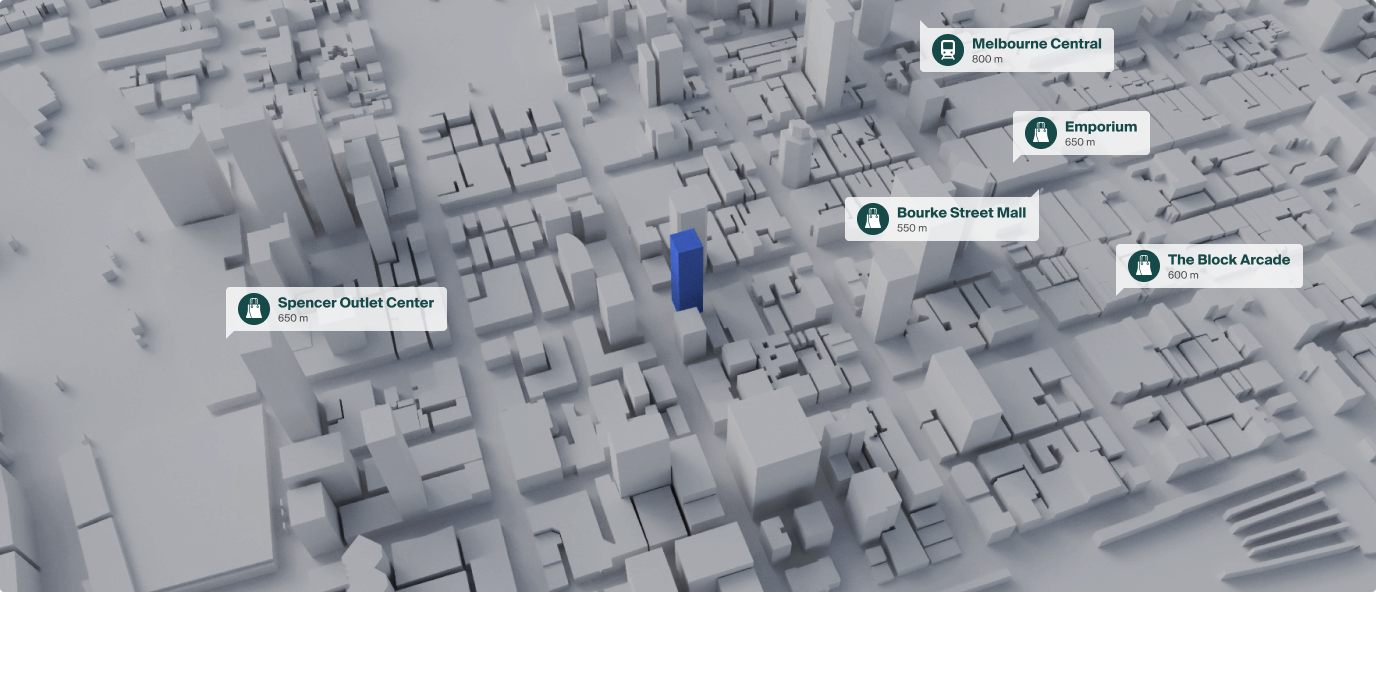 Melbourne Central
800 m
Emporium
650 m
Bourke Street Mall
550 m
The Block Arcade
600 m
Spencer Outlet Center
650 m